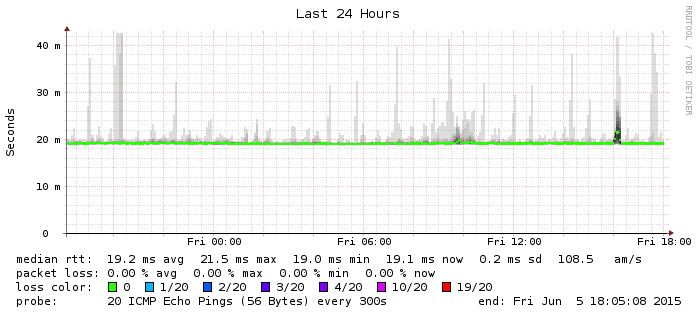 Last 24 Hours
RRDTOOL / TOBI OETIKER
Seconds
40 m
30 m
20 m
10 m
0
Fri 00:00 Fri 06:00 Fri 12:00 Fri 18:00
median rtt: 19.2 ms avg 21.5 ms max 19.0 ms min 19.1 ms now 0.2 ms sd 108.5 am/s
packet loss: 0.00 % avg 0.00 % max 0.00 % min 0.00 % now
loss color: 0 1/20 2/20 3/20 4/20 10/20 19/20
probe: 20 ICMP Echo Pings (56 Bytes) every 300s end: Fri Jun 5 18:05:08 2015